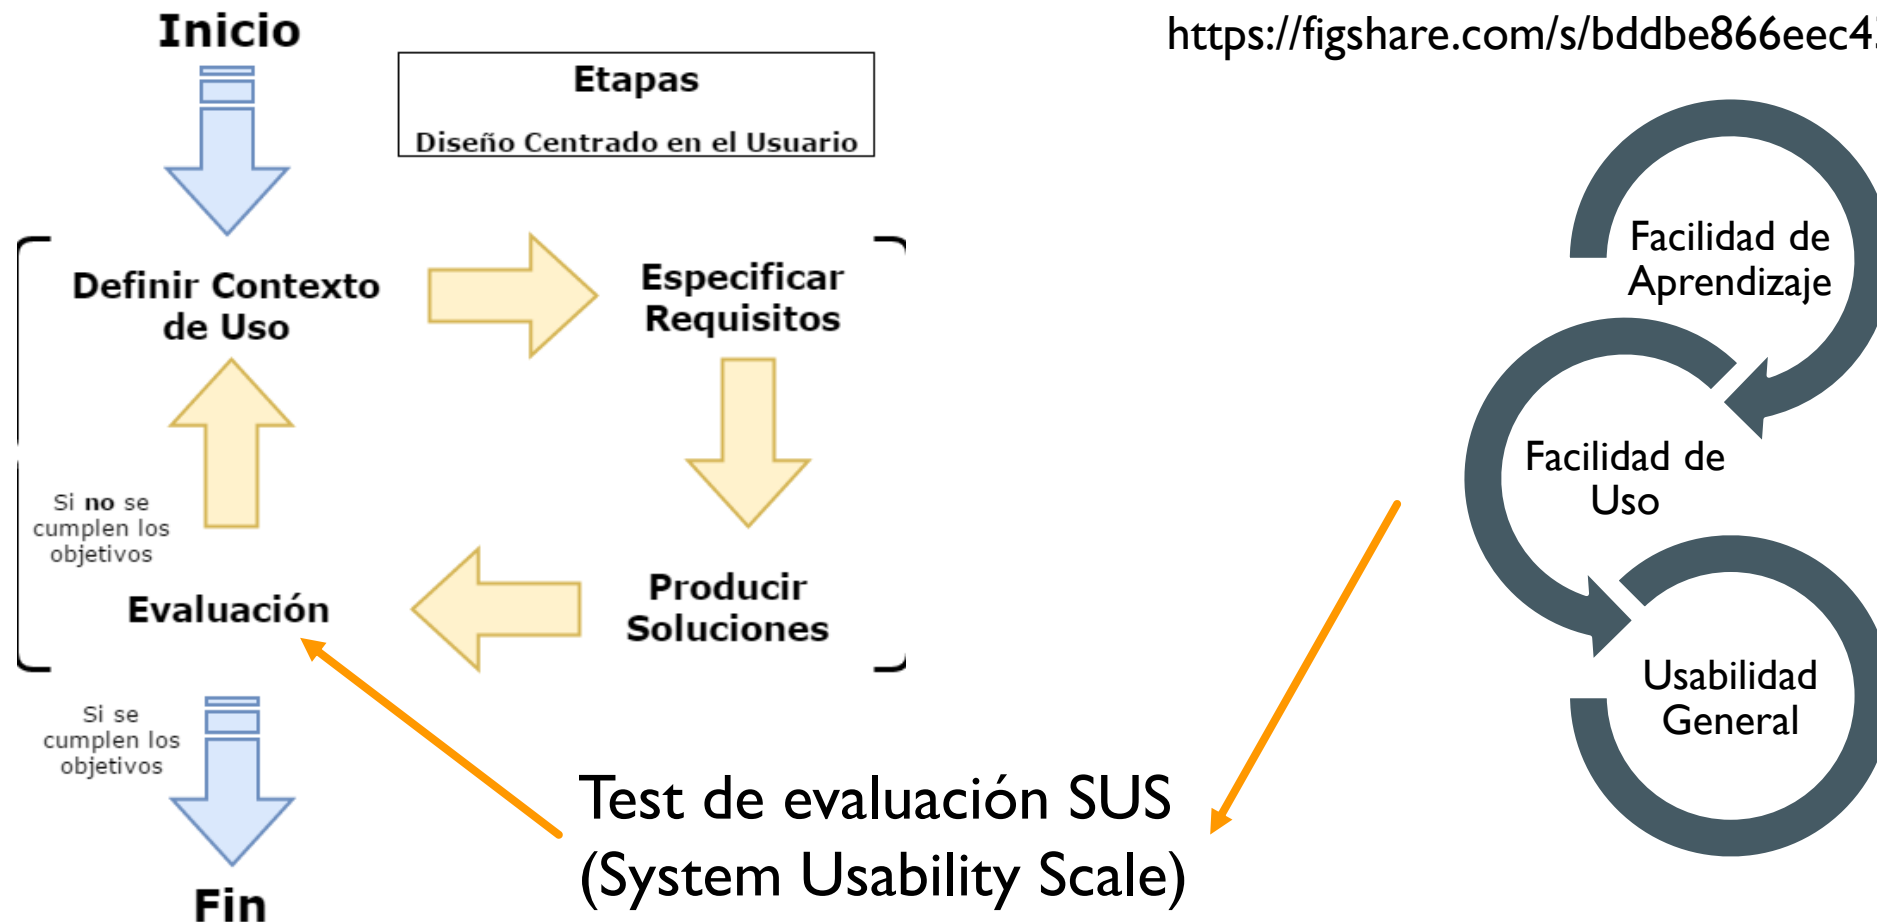 Inicio
Etapas
Diseño Centrado en el Usuario
Definir Contexto
de Uso
Especificar
Requisitos
Si no se
cumplen los
objetivos
Evaluación
Producir
Soluciones
Si se
cumplen los
objetivos
Fin
Test de evaluación SUS
(System Usability Scale)
https://figshare.com/s/bddbe866eec4
Facilidad de
Aprendizaje
Facilidad de
Uso
Usabilidad
General